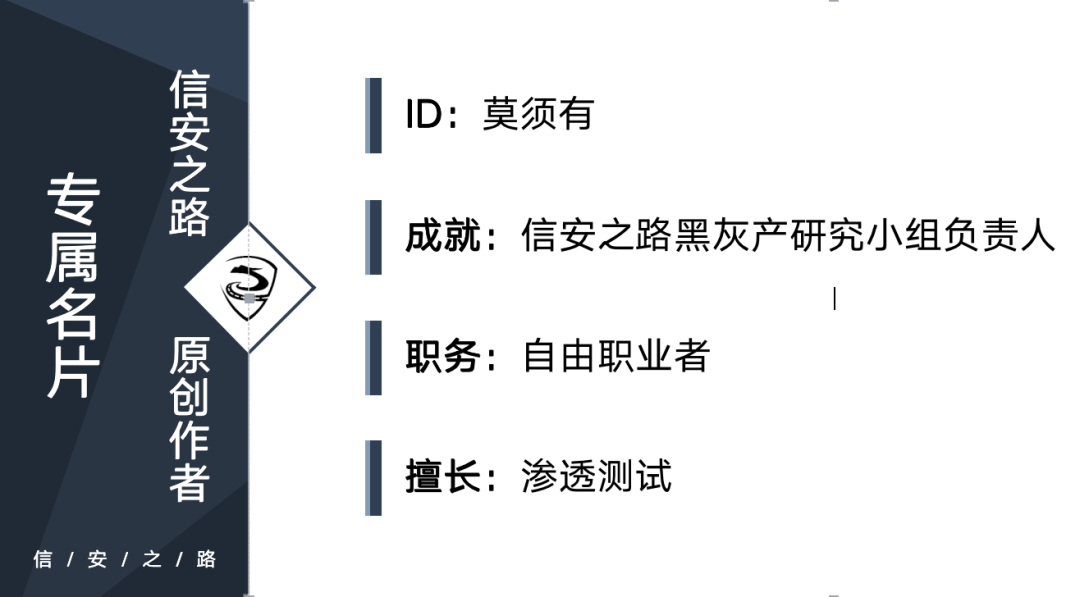 专属名片
信安之路
原创作者
信 / 安 / 之 / 路
ID：莫须有
成就：信安之路黑灰产研究小组负责人
职务：自由职业者
擅长：渗透测试